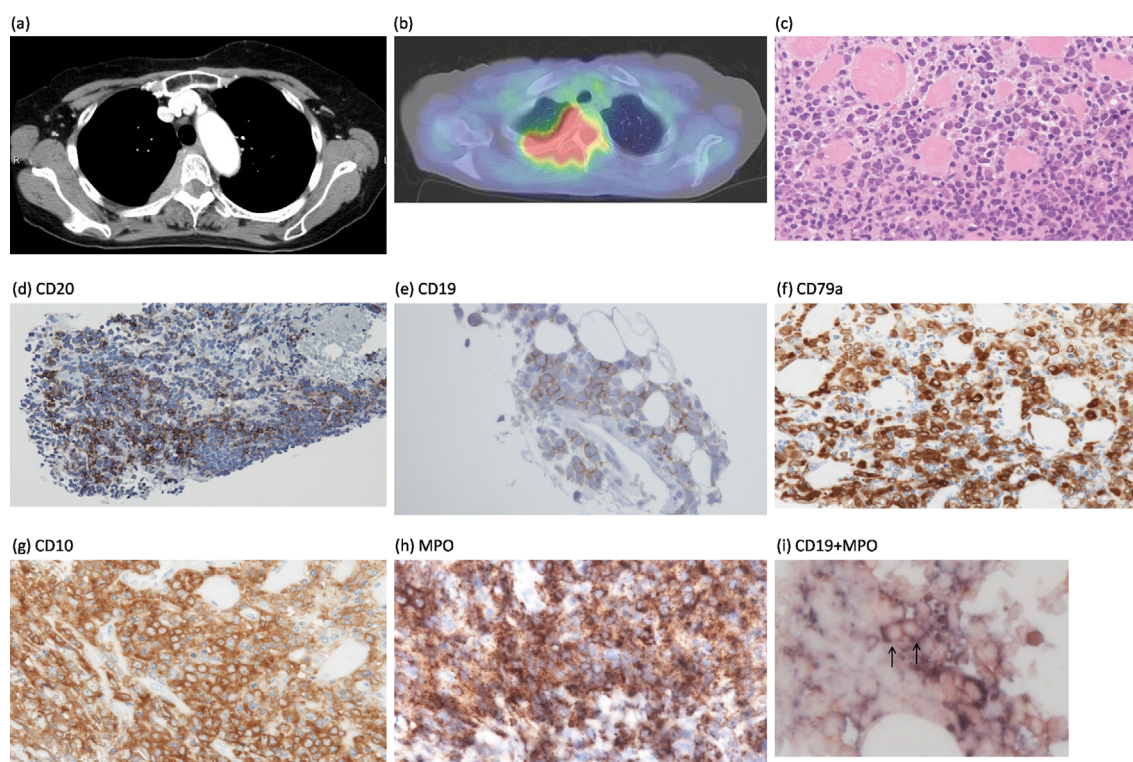 (a)
(b)
(c)
R
L
(d) CD20
(e) CD19
(f) CD79a
(g) CD10
(h) MPO
(i) CD19+MPO